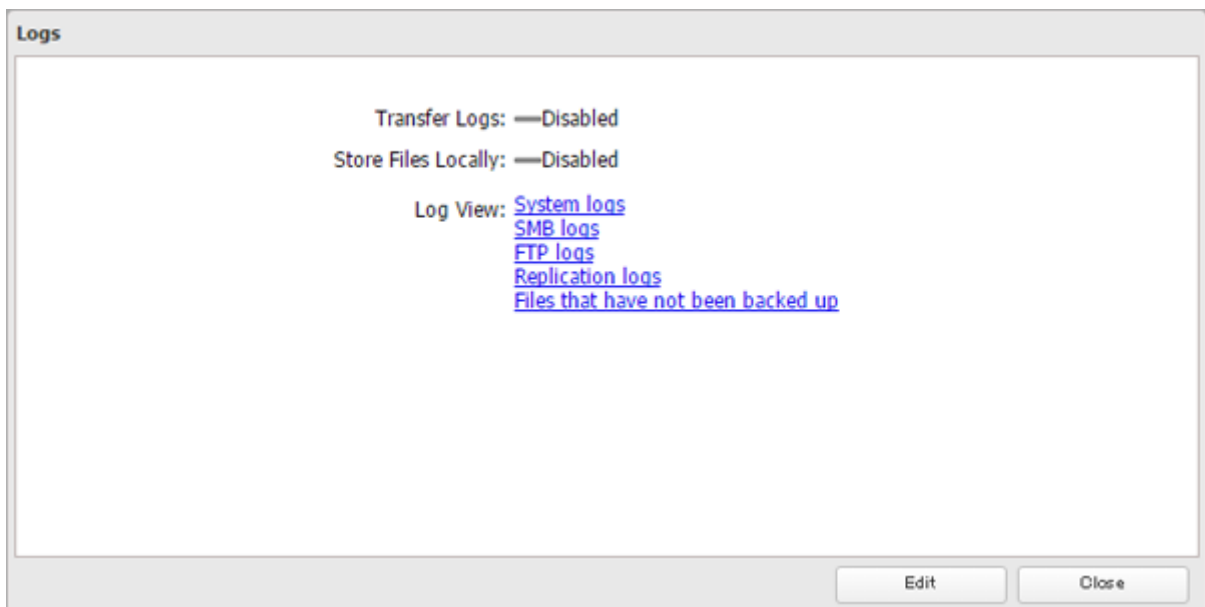 Logs
Transfer Logs: Disabled
Store Files Locally: Disabled
Log View: System logs
SMB logs
FTP logs
Replication logs
Files that have not been backed up
Edit Close